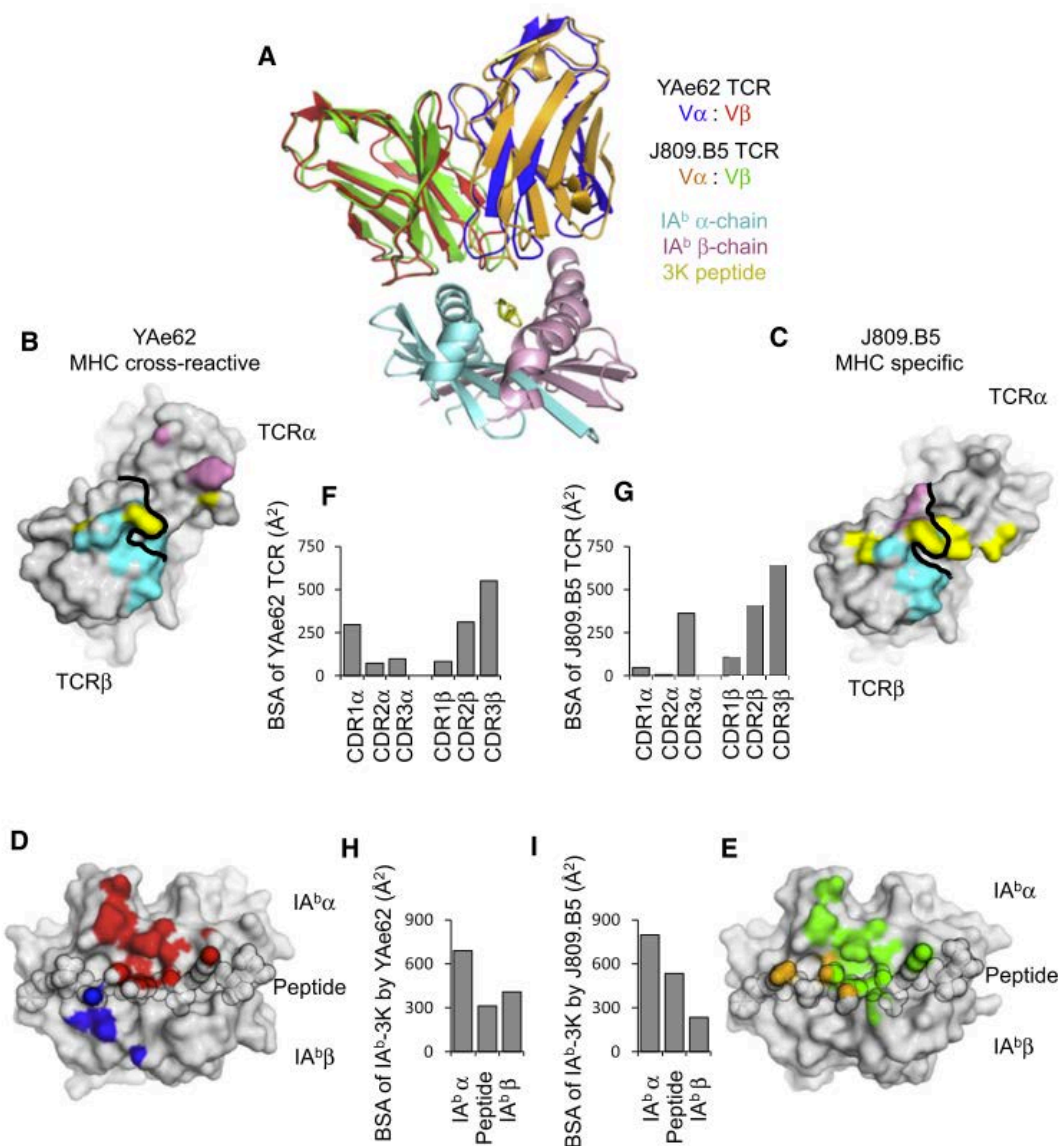 A
YAe62 TCR
Vα : Vβ
J809.B5 TCR
Vα : Vβ
IAᵇ α-chain
IAᵇ β-chain
3K peptide
B
YAe62
MHC cross-reactive
TCRα
TCRβ
C
J809.B5
MHC specific
TCRα
TCRβ
F
BSA of YAe62 TCR (Å²)
750
500
250
0
CDR1α
CDR2α
CDR3α
CDR1β
CDR2β
CDR3β
G
BSA of J809.B5 TCR (Å²)
750
500
250
0
CDR1α
CDR2α
CDR3α
CDR1β
CDR2β
CDR3β
D
IAᵇα
Peptide
IAᵇβ
H
BSA of IAᵇ-3K by YAe62 (Å²)
900
600
300
0
IAᵇ α
Peptide
IAᵇ β
I
BSA of IAᵇ-3K by J809.B5 (Å²)
900
600
300
0
IAᵇ α
Peptide
IAᵇ β
E
IAᵇα
Peptide
IAᵇβ